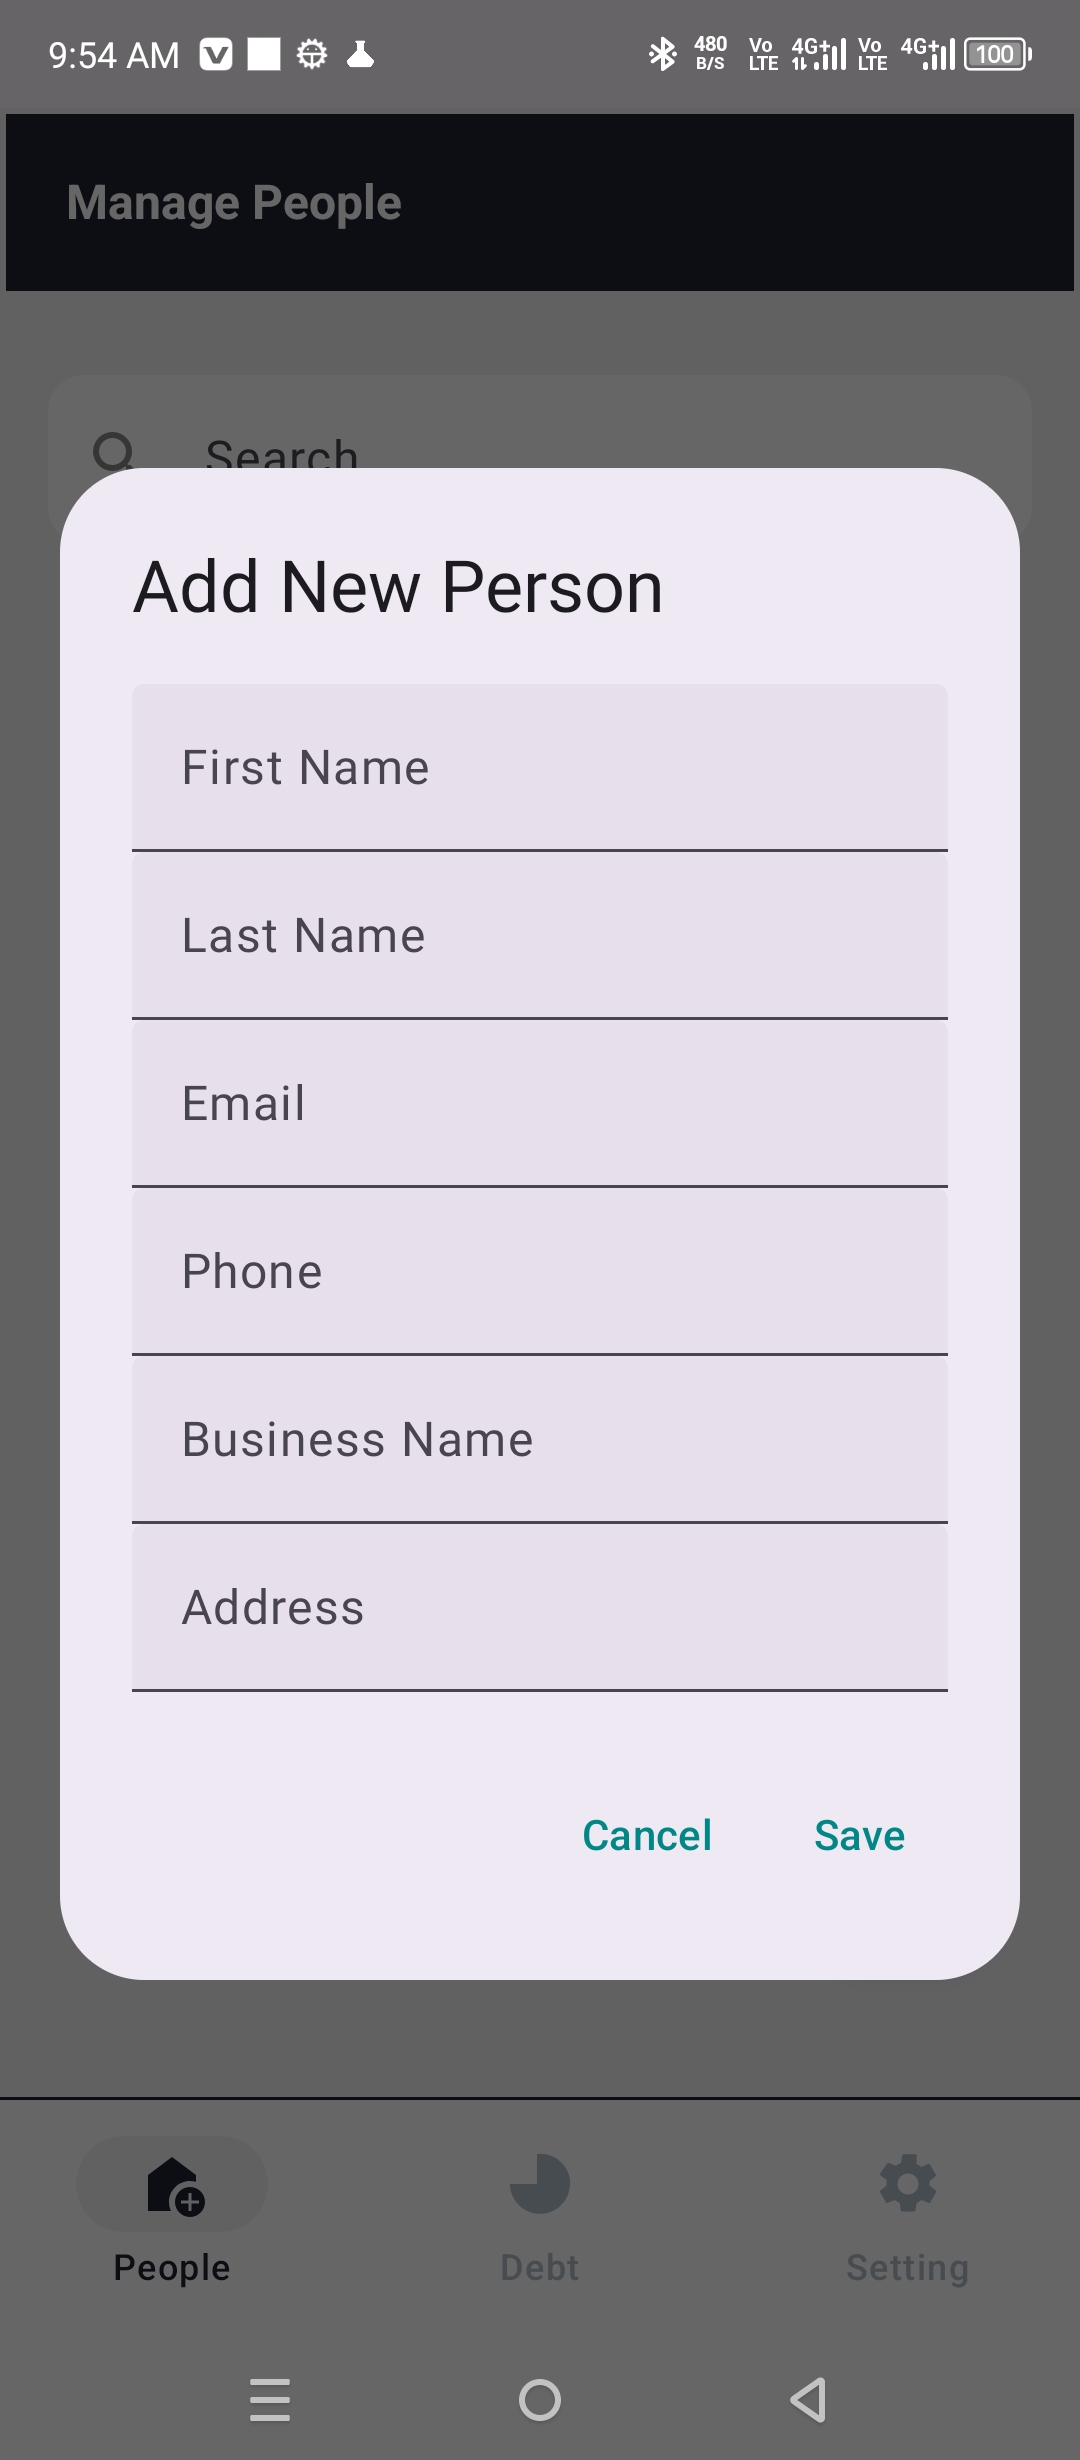 9:54 AM
480 B/S
Vo LTE 4G+ Vo LTE 4G+ 100
Manage People
Search
Add New Person
First Name
Last Name
Email
Phone
Business Name
Address
Cancel Save
People Debt Setting